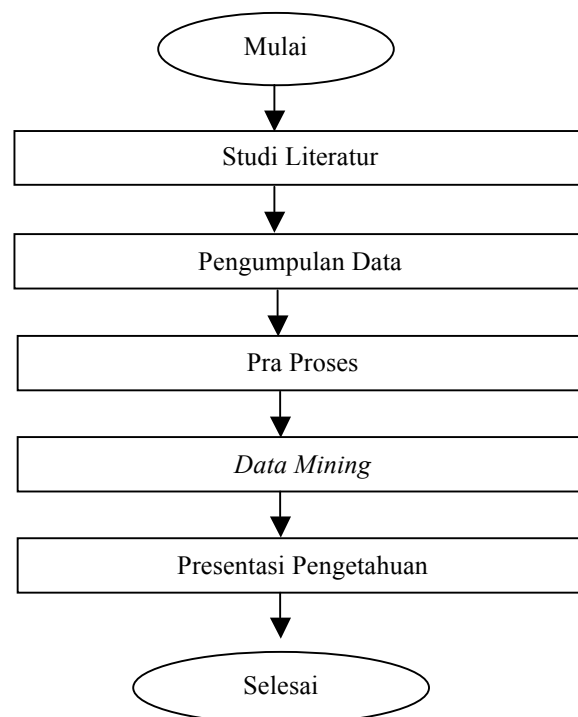 Mulai
Studi Literatur
Pengumpulan Data
Pra Proses
Data Mining
Presentasi Pengetahuan
Selesai